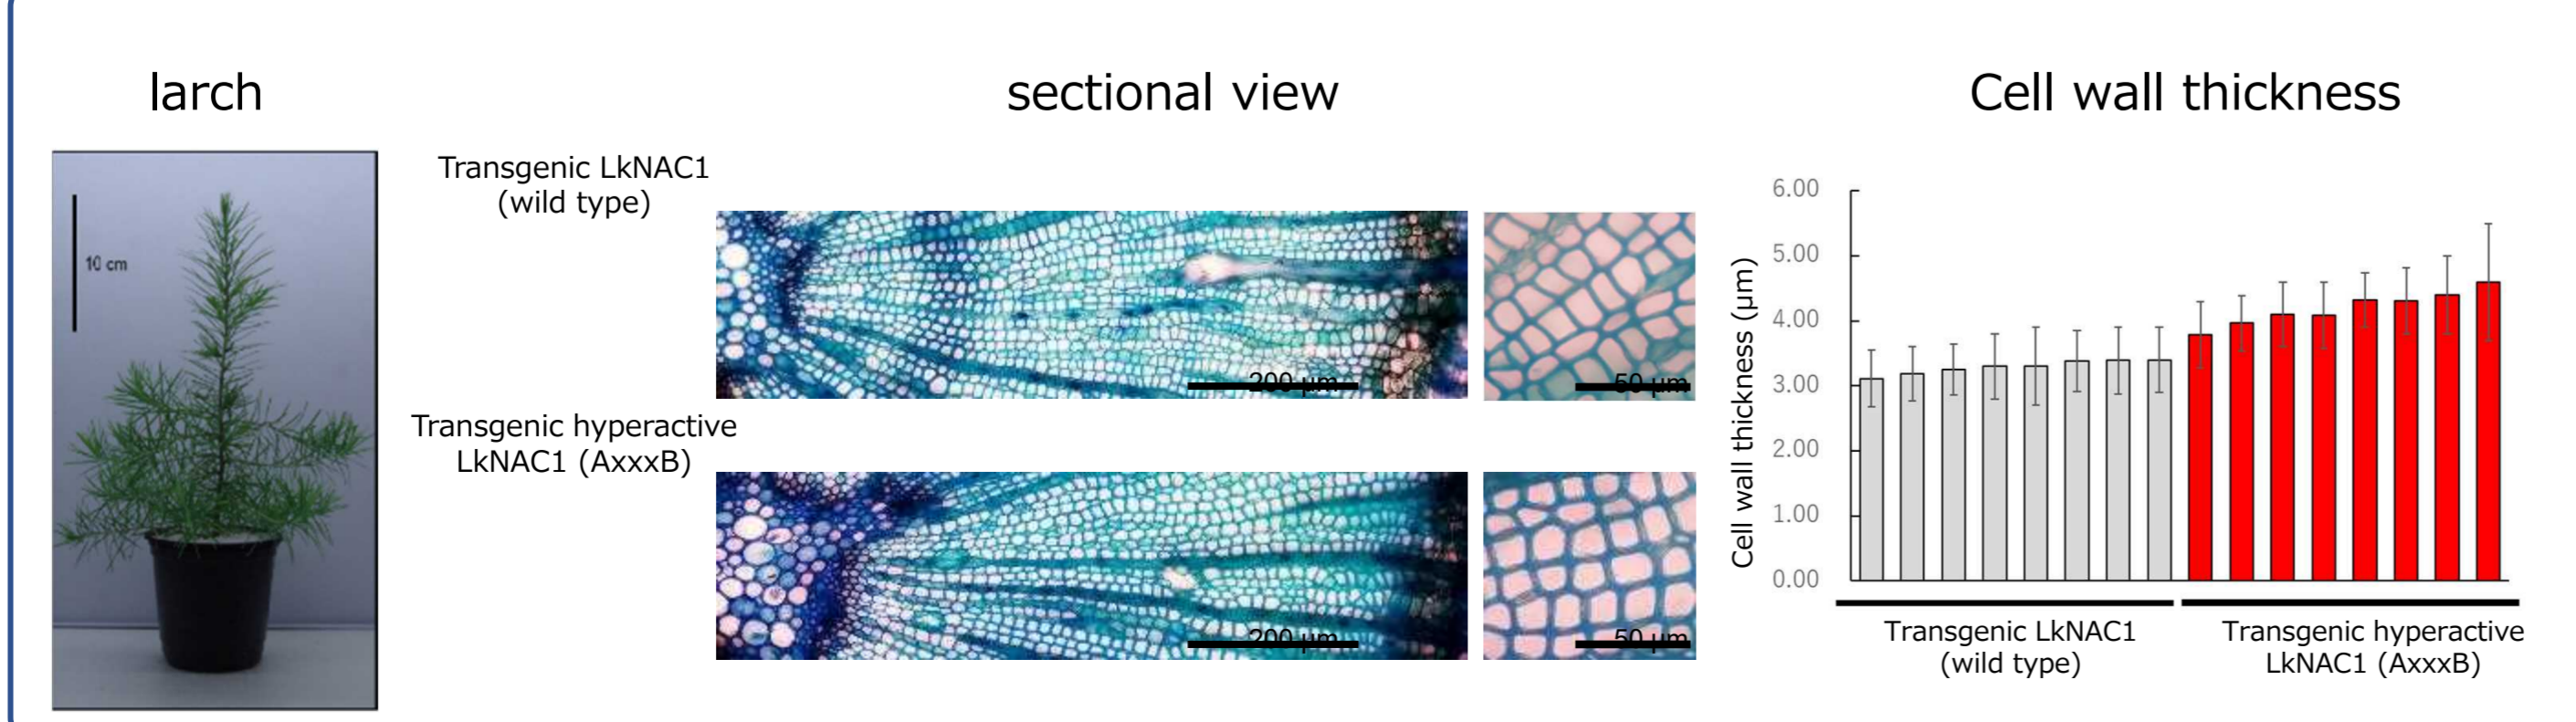 larch
sectional view
Cell wall thickness
10 cm
Transgenic LkNAC1
(wild type)
200 µm
50 µm
Transgenic hyperactive
LkNAC1 (AxxxB)
200 µm
50 µm
Cell wall thickness (µm)
6.00
5.00
4.00
3.00
2.00
1.00
0.00
Transgenic LkNAC1
(wild type)
Transgenic hyperactive
LkNAC1 (AxxxB)